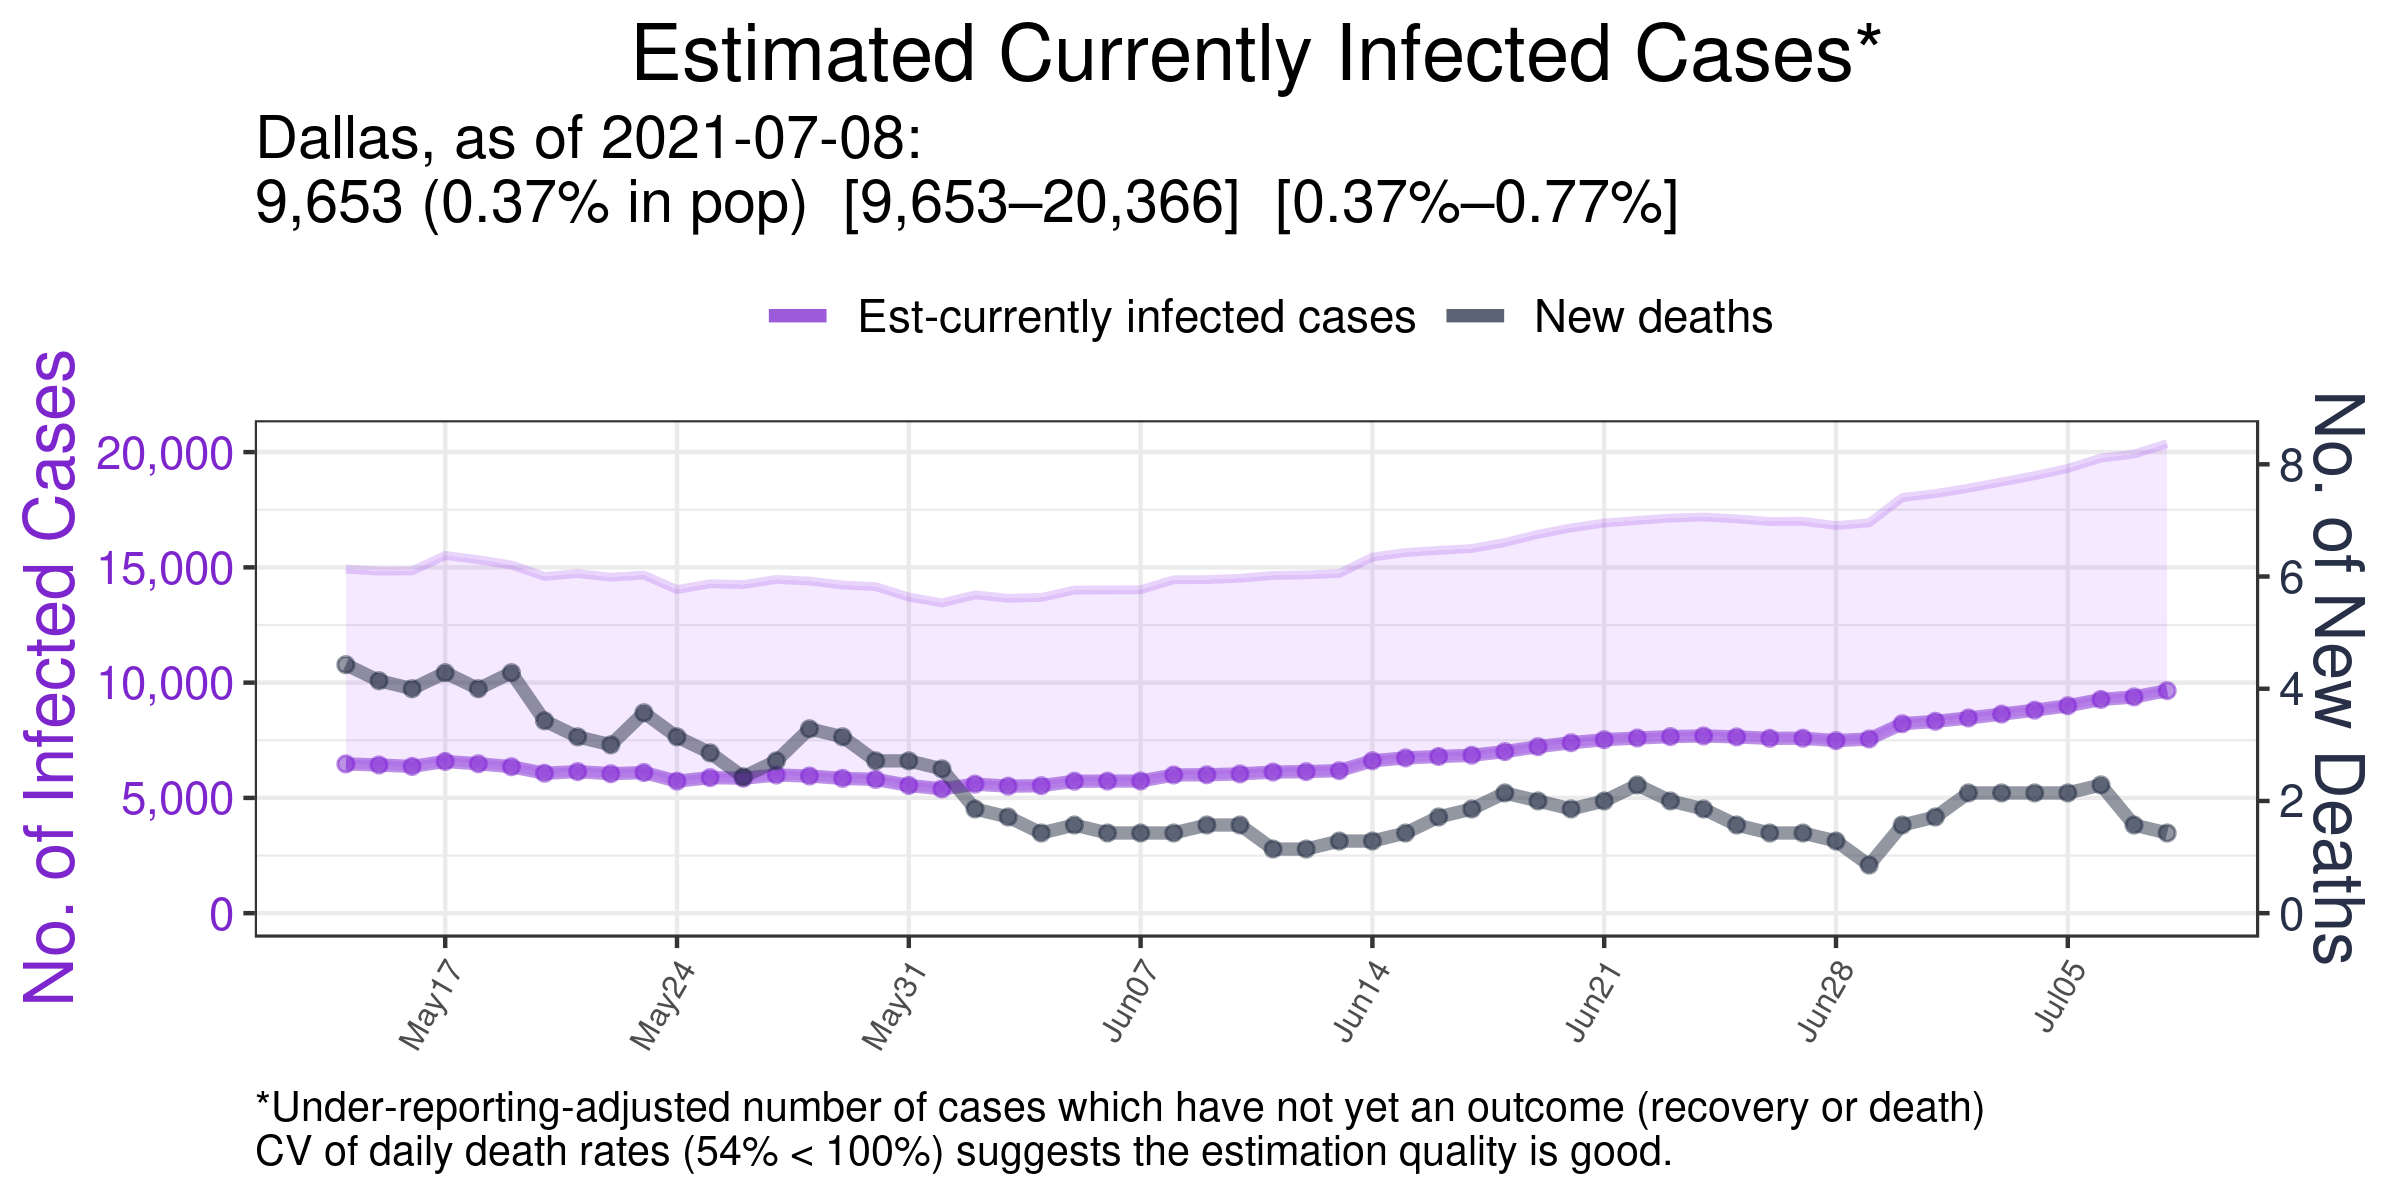 Estimated Currently Infected Cases*
Dallas, as of 2021-07-08:
9,653 (0.37% in pop)  [9,653–20,366]  [0.37%–0.77%]
Est-currently infected cases
New deaths
No. of Infected Cases
20,000
15,000
10,000
5,000
0
No. of New Deaths
8
6
4
2
0
May17
May24
May31
Jun07
Jun14
Jun21
Jun28
Jul05
*Under-reporting-adjusted number of cases which have not yet an outcome (recovery or death)
CV of daily death rates (54% < 100%) suggests the estimation quality is good.